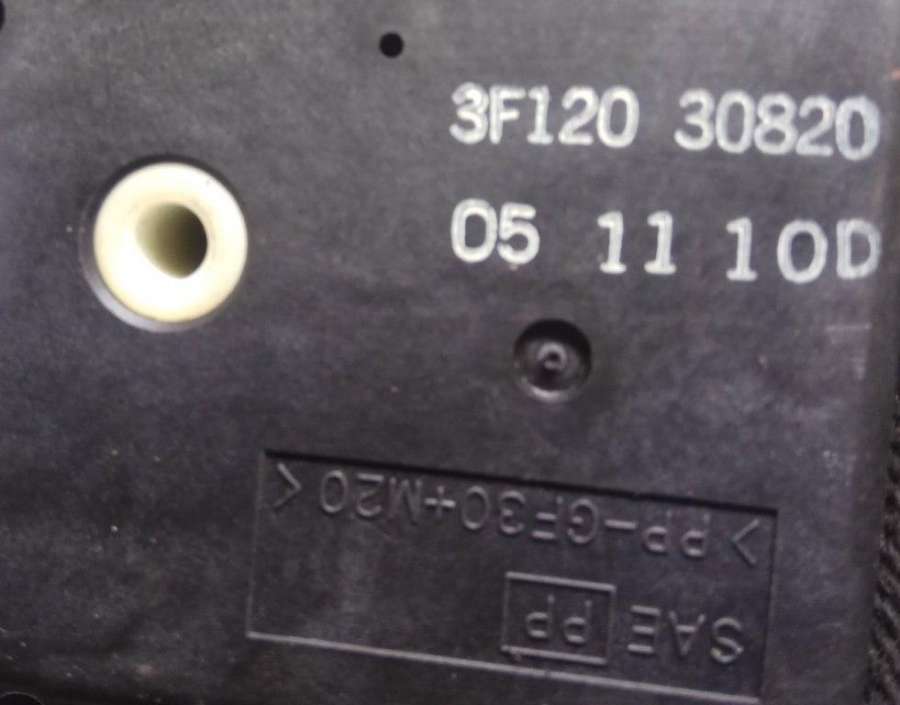 3F120 30820
05 11 10D
>PP-GF30+M20<
SAE PP